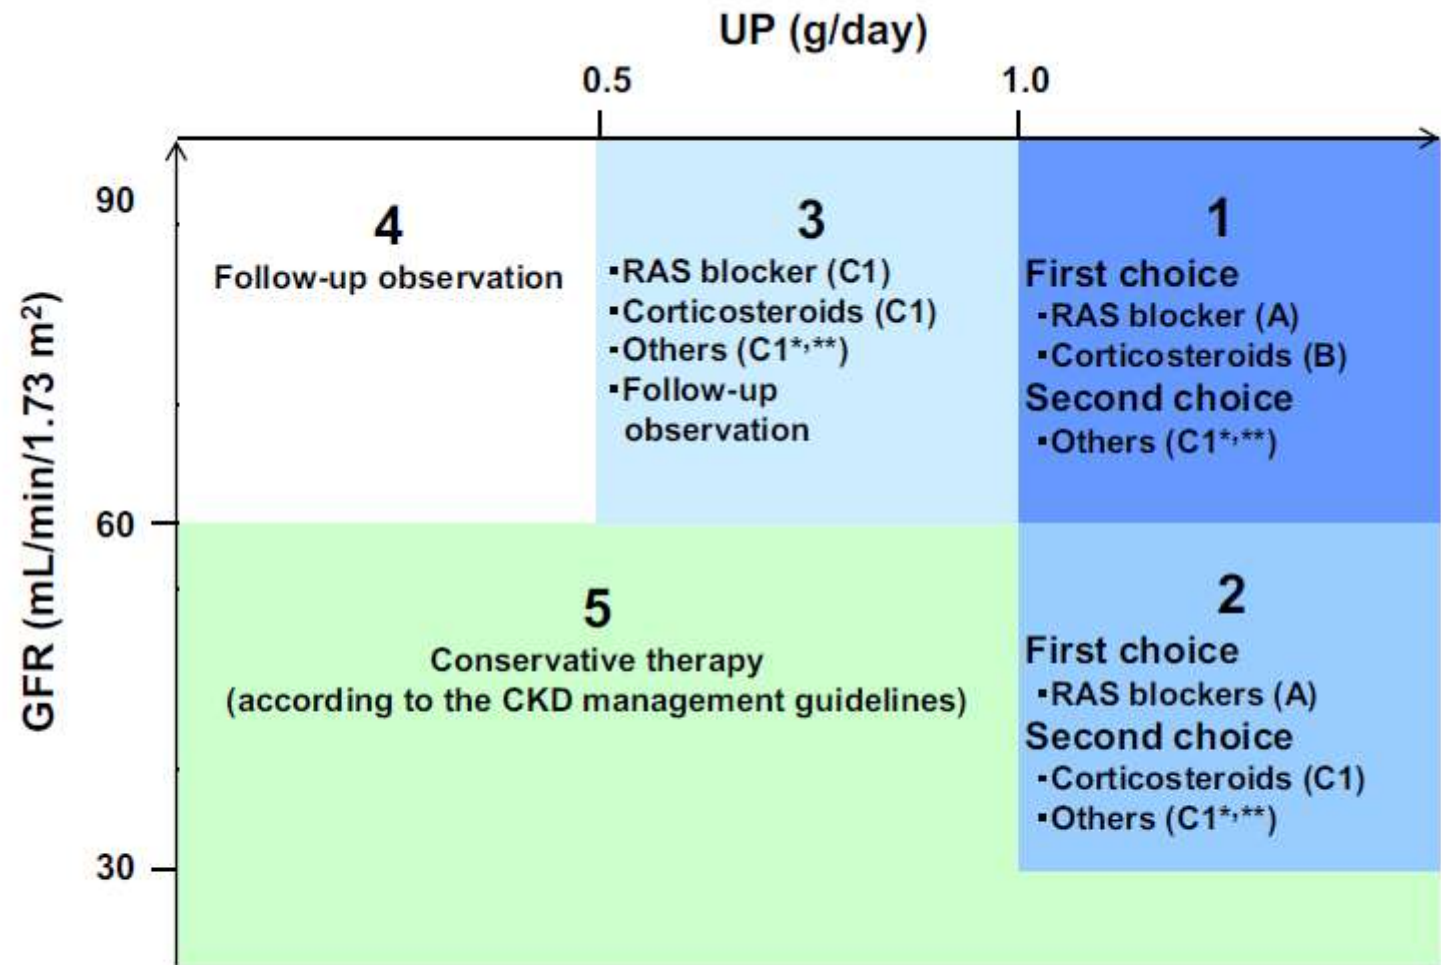 UP (g/day)
0.5
1.0
90
4
Follow-up observation
3
▪RAS blocker (C1)
▪Corticosteroids (C1)
▪Others (C1*,**)
▪Follow-up
observation
1
First choice
▪RAS blocker (A)
▪Corticosteroids (B)
Second choice
▪Others (C1*,**)
GFR (mL/min/1.73 m²)
60
5
Conservative therapy
(according to the CKD management guidelines)
2
First choice
▪RAS blockers (A)
Second choice
▪Corticosteroids (C1)
▪Others (C1*,**)
30